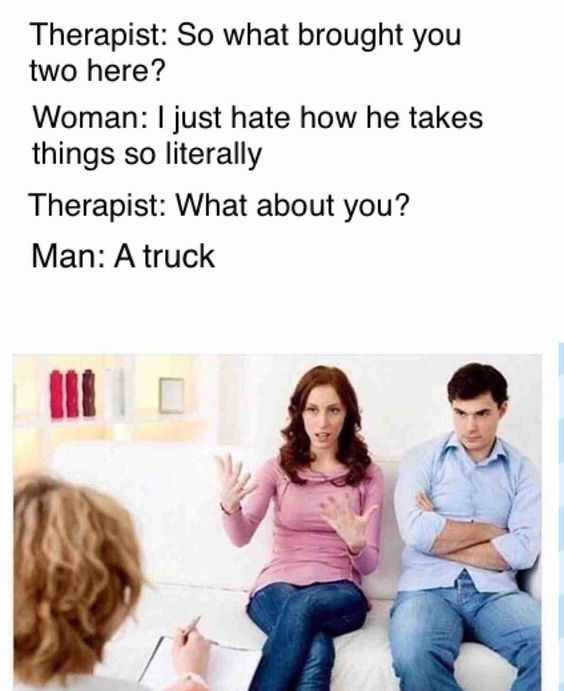 Therapist: So what brought you
two here?
Woman: I just hate how he takes
things so literally
Therapist: What about you?
Man: A truck